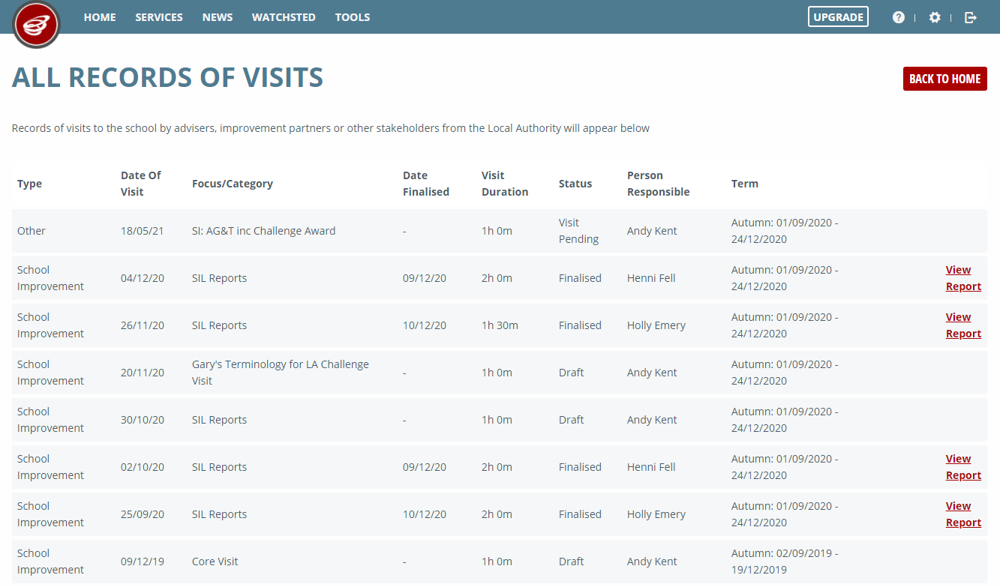 HOME SERVICES NEWS WATCHSTED TOOLS UPGRADE
ALL RECORDS OF VISITS
BACK TO HOME
Records of visits to the school by advisers, improvement partners or other stakeholders from the Local Authority will appear below
Type Date Of Visit Focus/Category Date Finalised Visit Duration Status Person Responsible Term
Other 18/05/21 SI: AG&T inc Challenge Award - 1h 0m Visit Pending Andy Kent Autumn: 01/09/2020 - 24/12/2020
School Improvement 04/12/20 SIL Reports 09/12/20 2h 0m Finalised Henni Fell Autumn: 01/09/2020 - 24/12/2020 View Report
School Improvement 26/11/20 SIL Reports 10/12/20 1h 30m Finalised Holly Emery Autumn: 01/09/2020 - 24/12/2020 View Report
School Improvement 20/11/20 Gary's Terminology for LA Challenge Visit - 1h 0m Draft Andy Kent Autumn: 01/09/2020 - 24/12/2020
School Improvement 30/10/20 SIL Reports - 1h 0m Draft Andy Kent Autumn: 01/09/2020 - 24/12/2020
School Improvement 02/10/20 SIL Reports 09/12/20 2h 0m Finalised Henni Fell Autumn: 01/09/2020 - 24/12/2020 View Report
School Improvement 25/09/20 SIL Reports 10/12/20 2h 0m Finalised Holly Emery Autumn: 01/09/2020 - 24/12/2020 View Report
School Improvement 09/12/19 Core Visit - 1h 0m Draft Andy Kent Autumn: 02/09/2019 - 19/12/2019